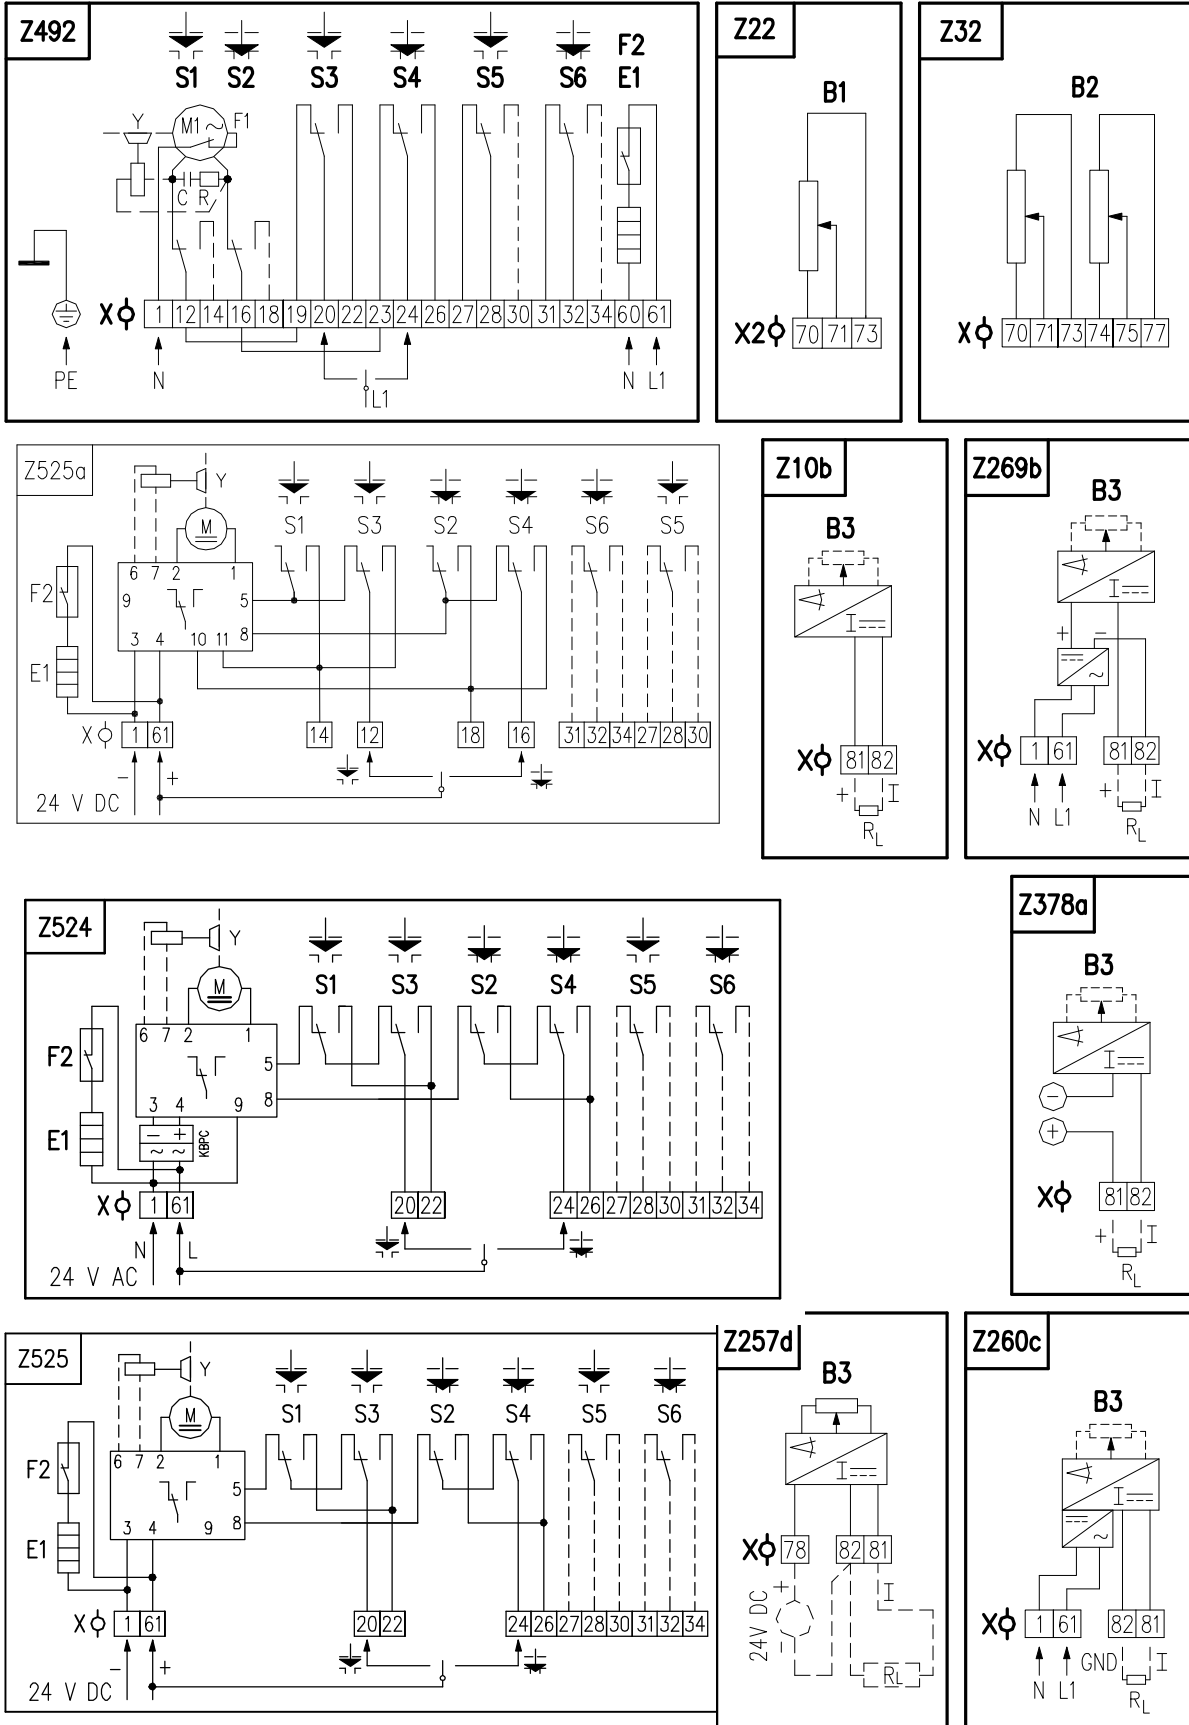 Z492
S1 S2 S3 S4 S5 S6 F2
E1
Y M1 ~ F1
C R
X 1 12 14 16 18 19 20 22 23 24 26 27 28 30 31 32 34 60 61
PE N L1 N L1
Z22
B1
X2 70 71 73
Z32
B2
X 70 71 73 74 75 77
Z525a
Y
M
S1 S3 S2 S4 S6 S5
F2
6 7 2 1
9 5
8
3 4 10 11
E1
X 1 61 14 12 18 16 31 32 34 27 28 30
- +
24 V DC
Z10b
B3
I
X 81 82
+ I
RL
Z269b
B3
I
+ -
~
X 1 61 81 82
+ I
N L1 RL
Z524
Y
M
S1 S3 S2 S4 S5 S6
6 7 2 1
F2 5
8
3 4 9
E1 - + KBPC
~ ~
X 1 61 20 22 24 26 27 28 30 31 32 34
N L
24 V AC
Z378a
B3
I
-
+
X 81 82
+ I
RL
Z525
Y
M
S1 S3 S2 S4 S5 S6
6 7 2 1
F2 5
8
3 4 9
E1
X 1 61 20 22 24 26 27 28 30 31 32 34
- +
24 V DC
Z257d
B3
I
X 78 82 81
+ I
24V DC
-
RL
Z260c
B3
I
~
X 1 61 82 81
GND I
N L1 RL